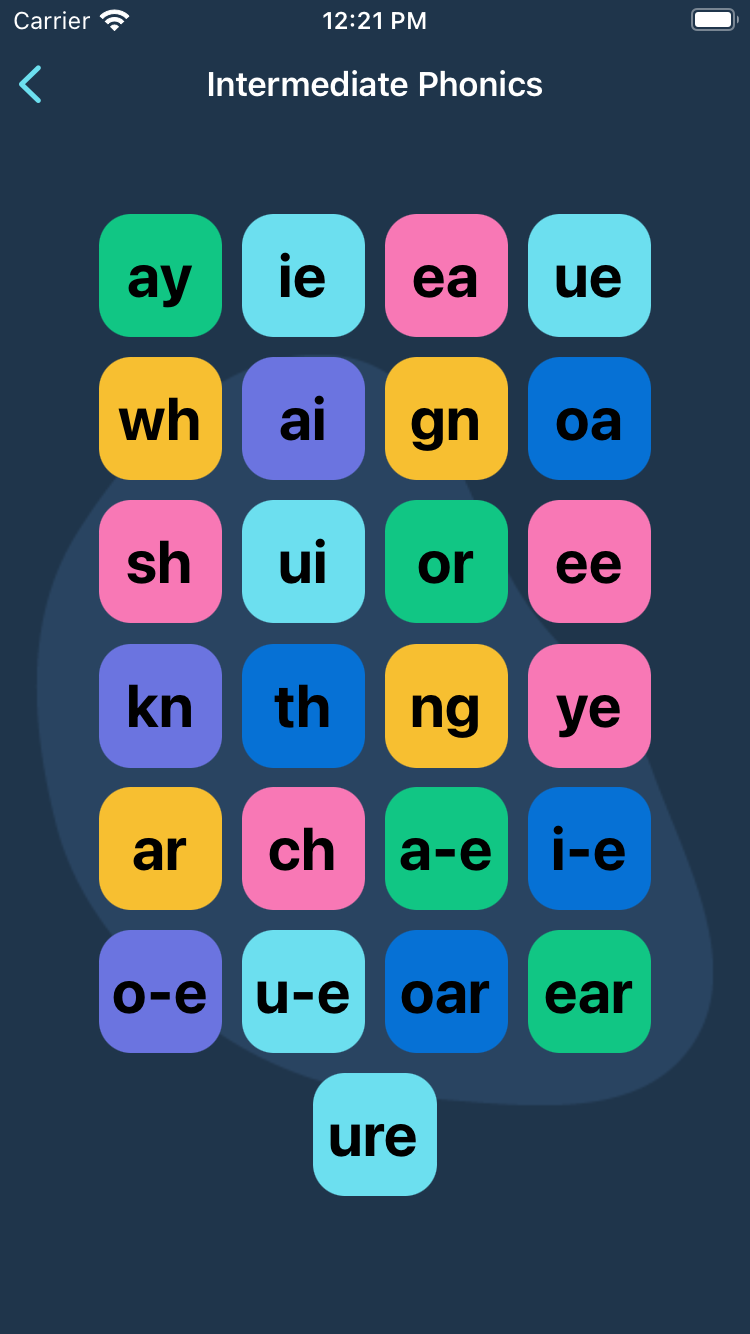 Carrier 12:21 PM
Intermediate Phonics
ay ie ea ue
wh ai gn oa
sh ui or ee
kn th ng ye
ar ch a-e i-e
o-e u-e oar ear
ure